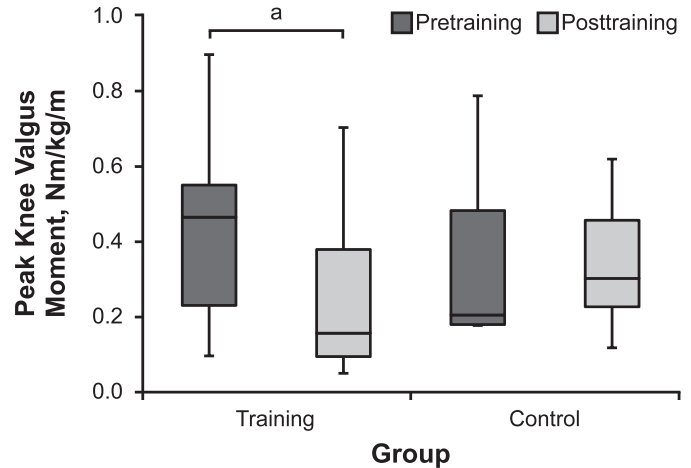 a
Pretraining
Posttraining
Peak Knee Valgus
Moment, Nm/kg/m
1.0
0.8
0.6
0.4
0.2
0.0
Training
Control
Group